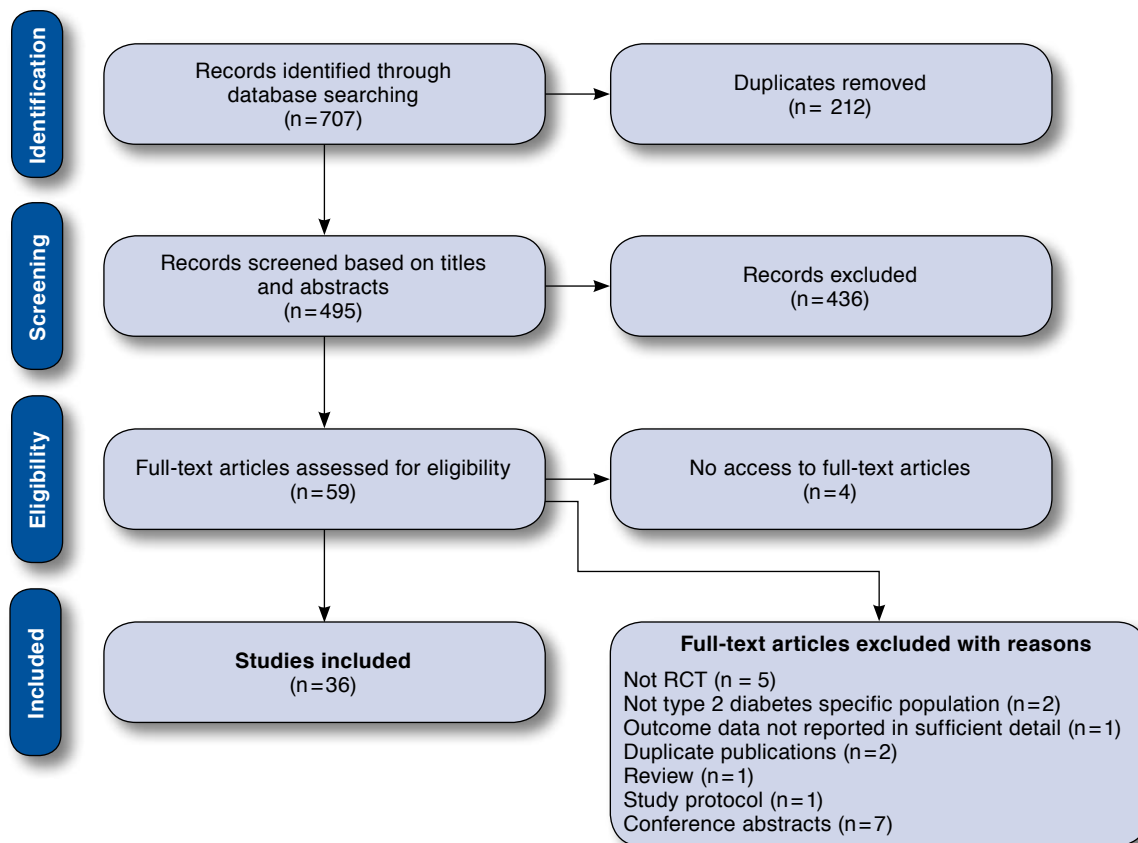 Identification
Records identified through
database searching
(n=707)
Duplicates removed
(n= 212)
Screening
Records screened based on titles
and abstracts
(n=495)
Records excluded
(n=436)
Eligibility
Full-text articles assessed for eligibility
(n=59)
No access to full-text articles
(n=4)
Included
Studies included
(n=36)
Full-text articles excluded with reasons
Not RCT (n = 5)
Not type 2 diabetes specific population (n=2)
Outcome data not reported in sufficient detail (n=1)
Duplicate publications (n=2)
Review (n=1)
Study protocol (n=1)
Conference abstracts (n=7)